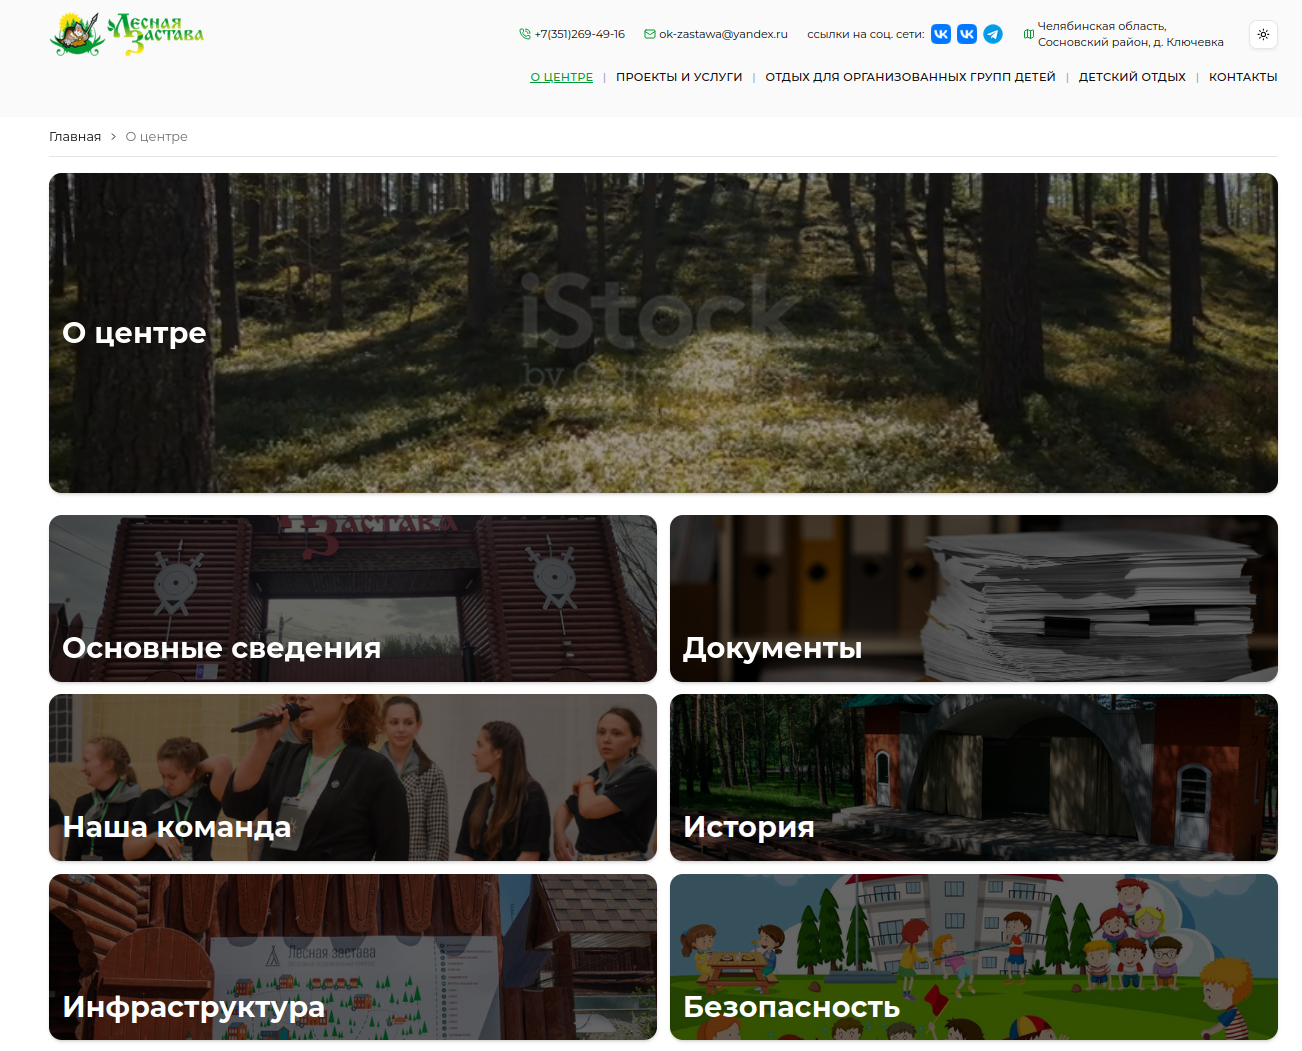 Лесная
Застава
+7(351)269-49-16
ok-zastawa@yandex.ru
ссылки на соц. сети:
Челябинская область,
Сосновский район, д. Ключевка
О ЦЕНТРЕ | ПРОЕКТЫ И УСЛУГИ | ОТДЫХ ДЛЯ ОРГАНИЗОВАННЫХ ГРУПП ДЕТЕЙ | ДЕТСКИЙ ОТДЫХ | КОНТАКТЫ
Главная > О центре
iStock
by
О центре
Застава
Основные сведения
Документы
Наша команда
История
Лесная застава
Инфраструктура
Безопасность